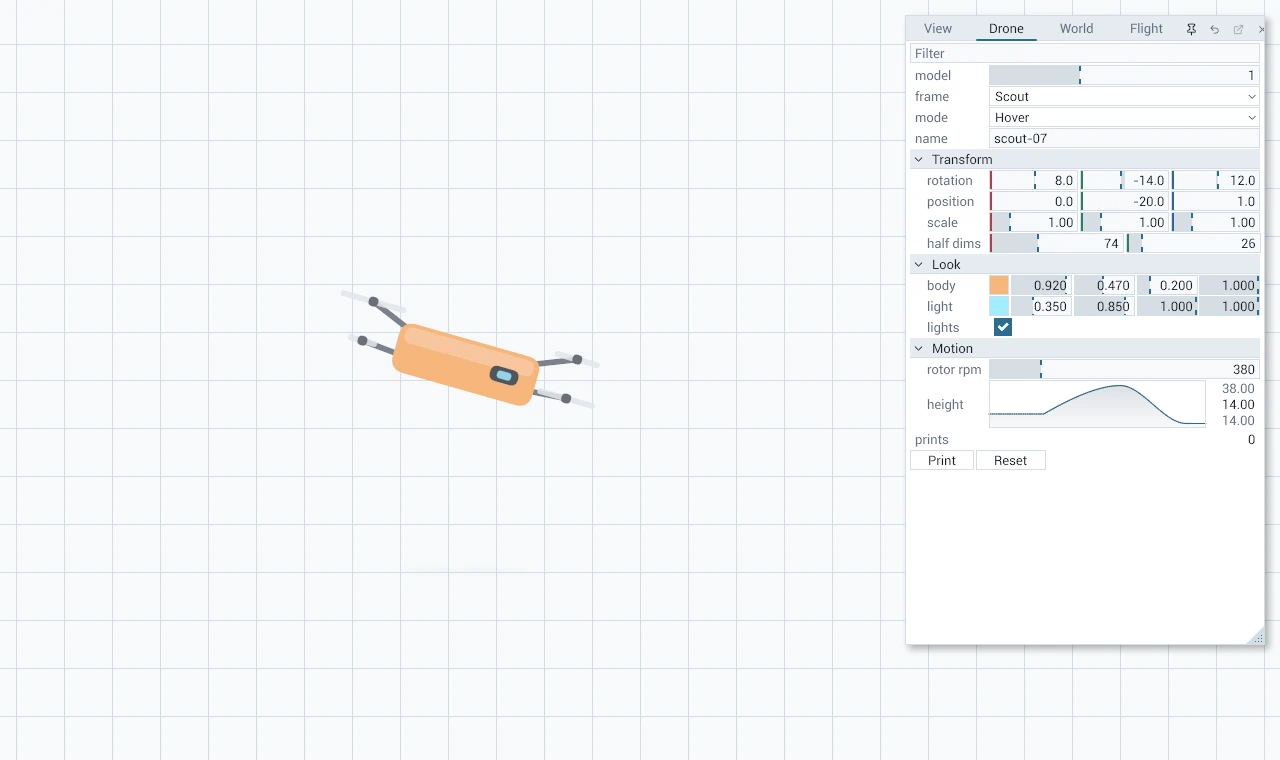 View Drone World Flight
Filter
model 1
frame Scout
mode Hover
name scout-07
Transform
rotation 8.0 -14.0 12.0
position 0.0 -20.0 1.0
scale 1.00 1.00 1.00
half dims 74 26
Look
body 0.920 0.470 0.200 1.000
light 0.350 0.850 1.000 1.000
lights
Motion
rotor rpm 380
38.00
height 14.00
14.00
prints 0
Print Reset